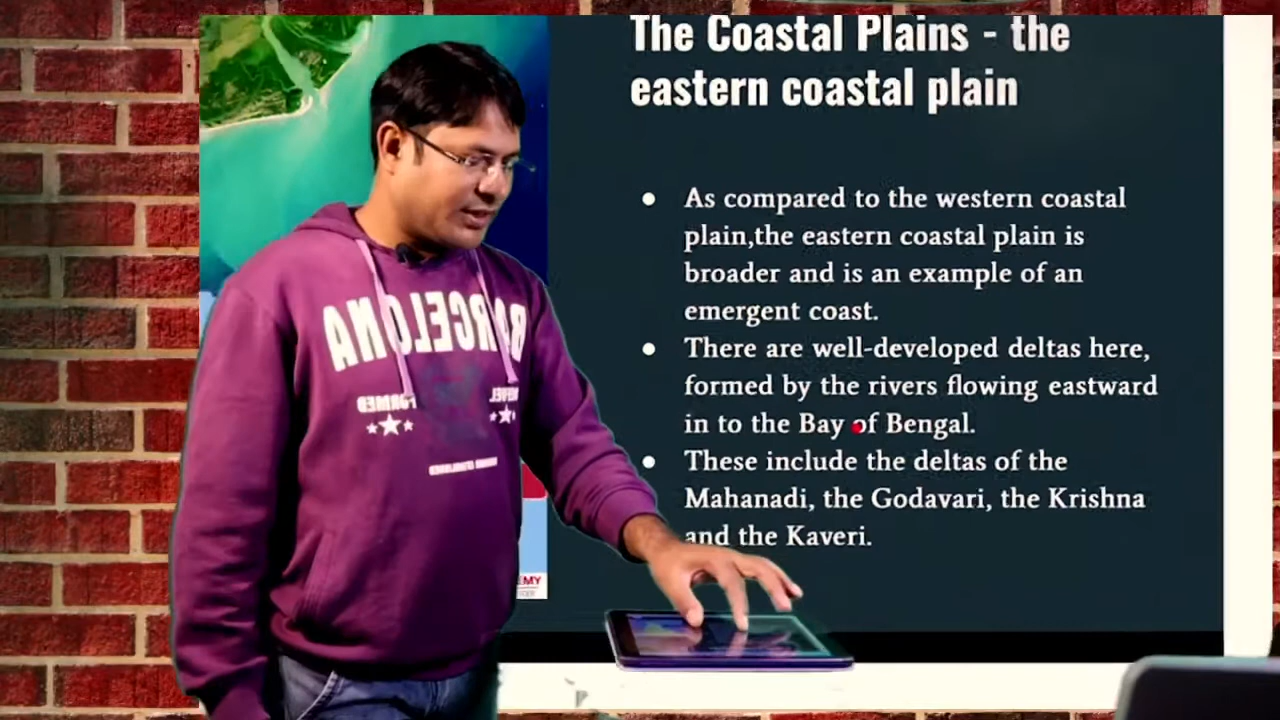 The Coastal Plains - the
eastern coastal plain
• As compared to the western coastal
plain,the eastern coastal plain is
broader and is an example of an
emergent coast.
• There are well-developed deltas here,
formed by the rivers flowing eastward
in to the Bay of Bengal.
• These include the deltas of the
Mahanadi, the Godavari, the Krishna
and the Kaveri.
BARCELONA
EMY